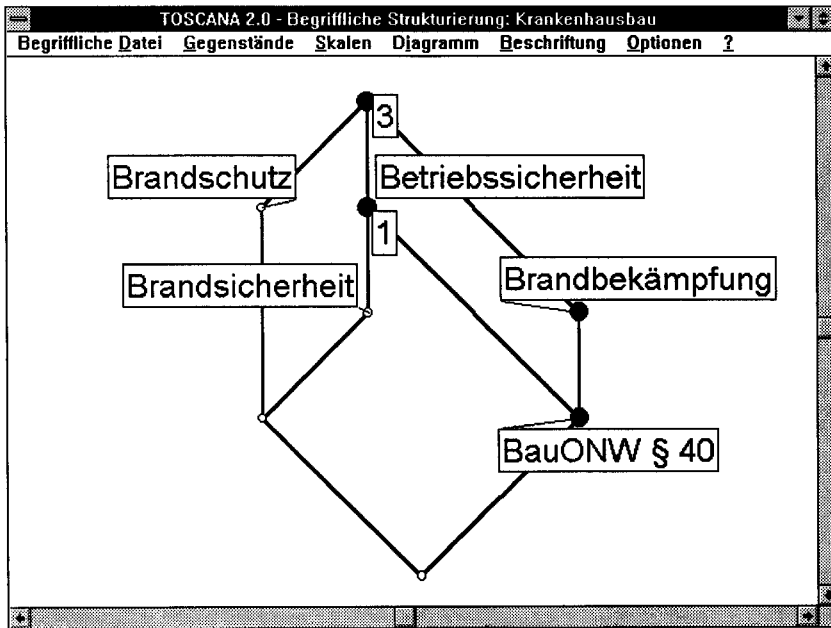 TOSCANA 2.0 - Begriffliche Strukturierung: Krankenhausbau
Begriffliche Datei Gegenstände Skalen Diagramm Beschriftung Optionen ?
3
Brandschutz
Betriebssicherheit
1
Brandsicherheit
Brandbekämpfung
BauONW § 40